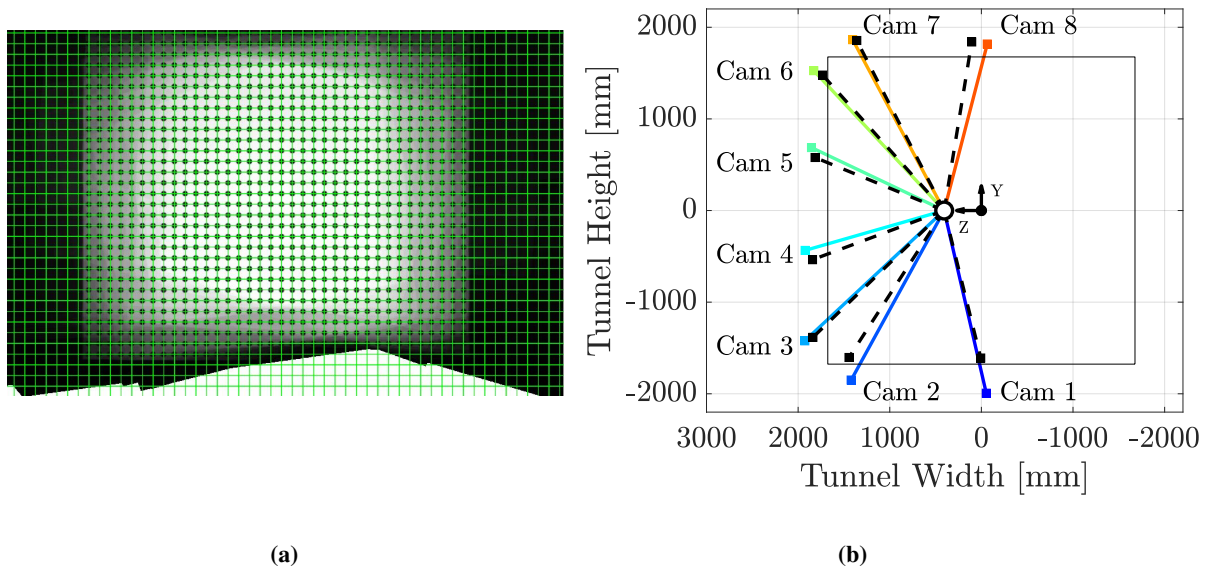 Cam 7
Cam 8
Cam 6
Cam 5
Cam 4
Cam 3
Cam 2
Cam 1
Y
Z
2000
1000
0
-1000
-2000
Tunnel Height [mm]
3000
2000
1000
0
-1000
-2000
Tunnel Width [mm]
(a)
(b)